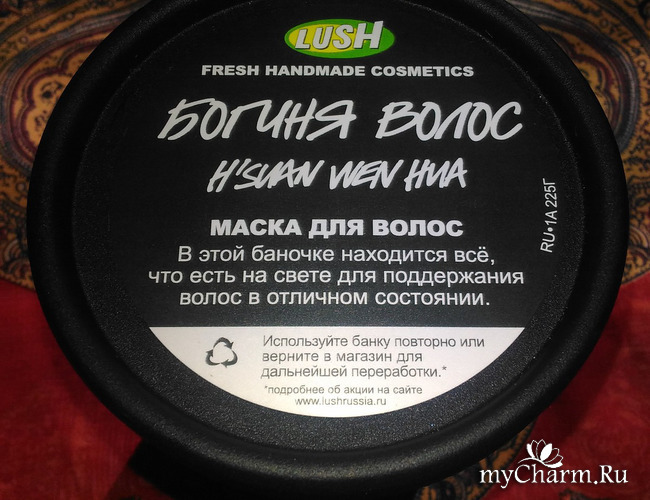 LUSH
FRESH HANDMADE COSMETICS
БОГИНЯ ВОЛОС
H'SUAN WEN HUA
МАСКА ДЛЯ ВОЛОС
В этой баночке находится всё,
что есть на свете для поддержания
волос в отличном состоянии.
RU•1A 225Г
Используйте банку повторно или
верните в магазин для
дальнейшей переработки.*
*подробнее об акции на сайте
www.lushrussia.ru
myCharm.Ru